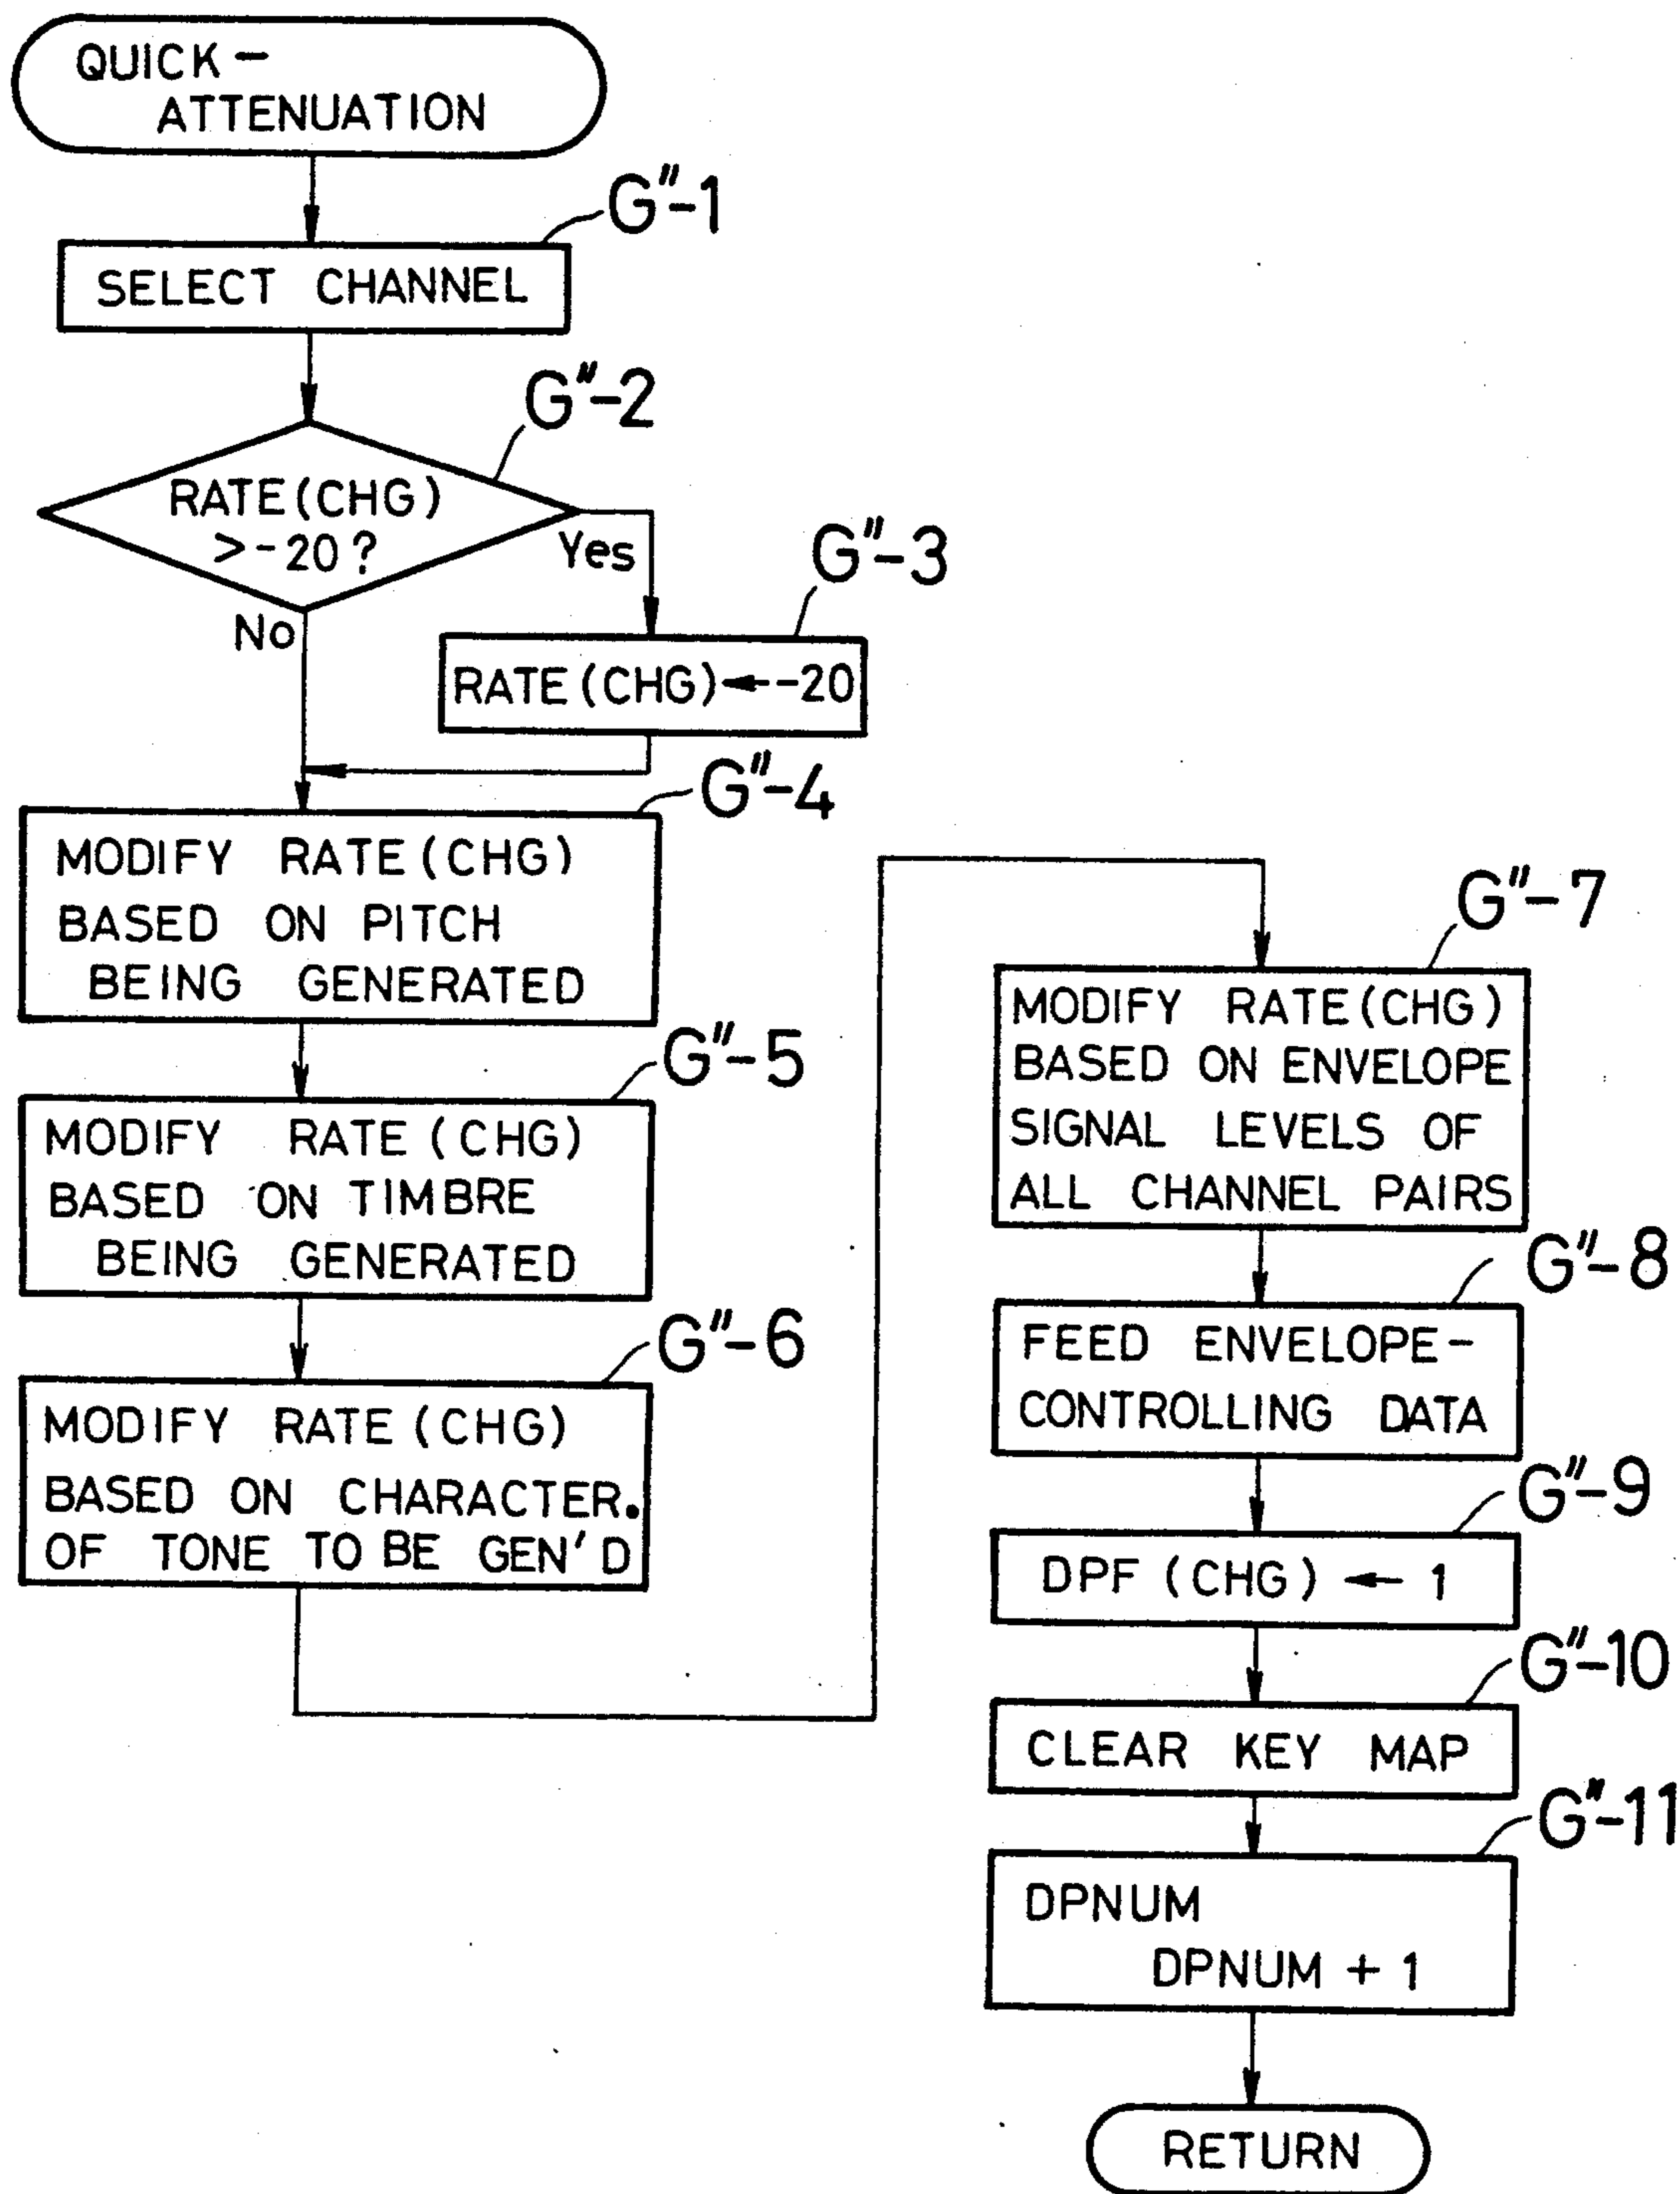 QUICK-
ATTENUATION
G"-1
SELECT CHANNEL
G"-2
RATE(CHG)
>-20?
Yes
No
G"-3
RATE(CHG)←-20
G"-4
MODIFY RATE(CHG)
BASED ON PITCH
BEING GENERATED
G"-5
MODIFY RATE(CHG)
BASED ON TIMBRE
BEING GENERATED
G"-6
MODIFY RATE(CHG)
BASED ON CHARACTER.
OF TONE TO BE GEN'D
G"-7
MODIFY RATE(CHG)
BASED ON ENVELOPE
SIGNAL LEVELS OF
ALL CHANNEL PAIRS
G"-8
FEED ENVELOPE-
CONTROLLING DATA
G"-9
DPF(CHG) ← 1
G"-10
CLEAR KEY MAP
G"-11
DPNUM
DPNUM + 1
RETURN